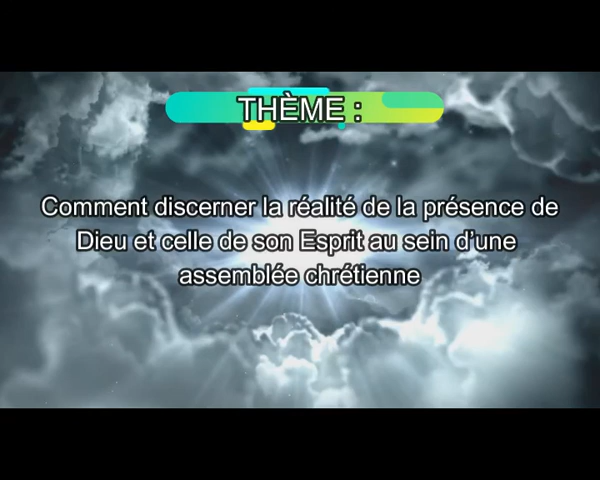 THÈME :
Comment discerner la réalité de la présence de
Dieu et celle de son Esprit au sein d'une
assemblée chrétienne